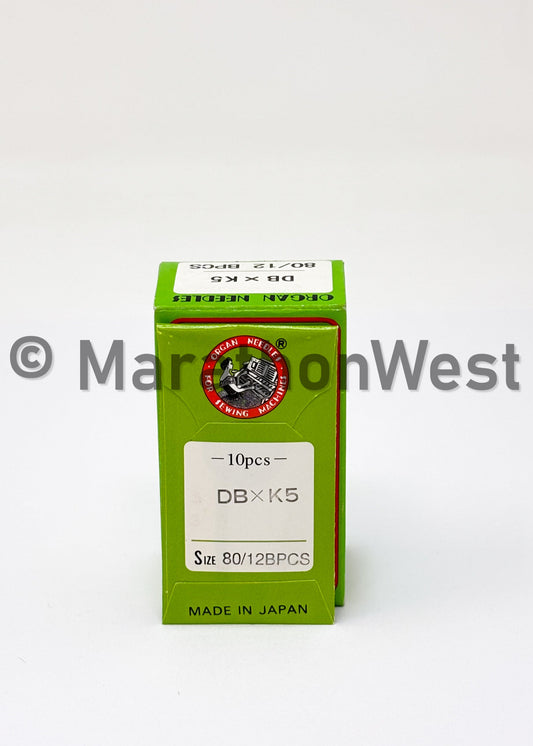 80/12 BPCS
DB × K5
ORGAN NEEDLES
© MarathonWest
ORGAN NEEDLES
®
FOR SEWING MACHINES
—10pcs—
DB×K5
SIZE 80/12BPCS
MADE IN JAPAN